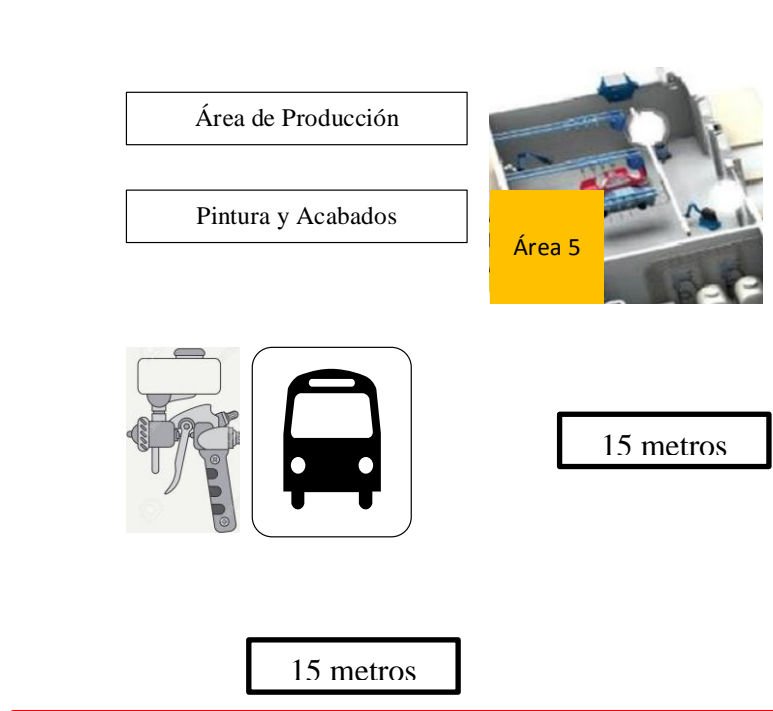 Área de Producción
Pintura y Acabados
Área 5
15 metros
15 metros